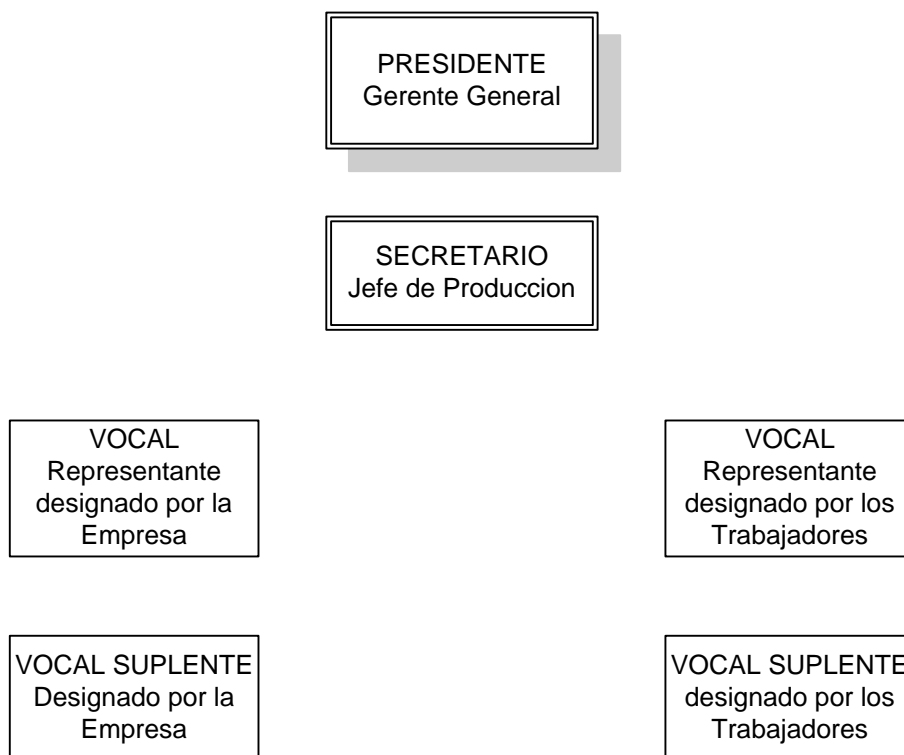 PRESIDENTE
Gerente General
SECRETARIO
Jefe de Produccion
VOCAL
Representante
designado por la
Empresa
VOCAL
Representante
designado por los
Trabajadores
VOCAL SUPLENTE
Designado por la
Empresa
VOCAL SUPLENTE
designado por los
Trabajadores